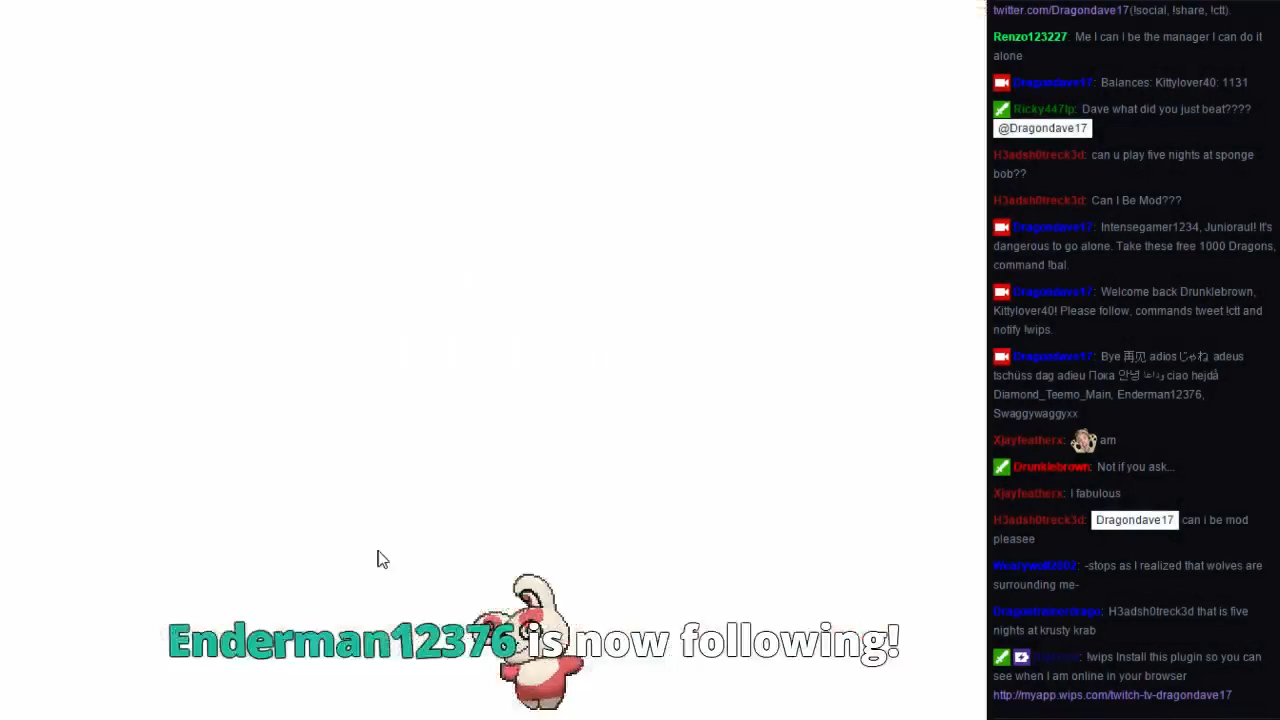 twitter.com/Dragondave17(!social, !share, !ctt).
Renzo123227: Me I can I be the manager I can do it
alone
Dragondave17: Balances: Kittylover40: 1131
Ricky447lp: Dave what did you just beat????
@Dragondave17
H3adsh0treck3d: can u play five nights at sponge
bob??
H3adsh0treck3d: Can I Be Mod???
Dragondave17: Intensegamer1234, Junioraul! It's
dangerous to go alone. Take these free 1000 Dragons,
command !bal.
Dragondave17: Welcome back Drunklebrown,
Kittylover40! Please follow, commands tweet !ctt and
notify !wips.
Dragondave17: Bye 再见 adios じゃね adeus
tschüss dag adieu Пока 안녕 وداعا ciao hejdå
Diamond_Teemo_Main, Enderman12376,
Swaggywaggyxx
Xjayfeatherx: am
Drunklebrown: Not if you ask...
Xjayfeatherx: I fabulous
H3adsh0treck3d: Dragondave17 can i be mod
pleasee
Wearywolf2002: -stops as I realized that wolves are
surrounding me-
Dragontrainerdrago: H3adsh0treck3d that is five
nights at krusty krab
!wips Install this plugin so you can
see when I am online in your browser
http://myapp.wips.com/twitch-tv-dragondave17
Enderman12376 is now following!